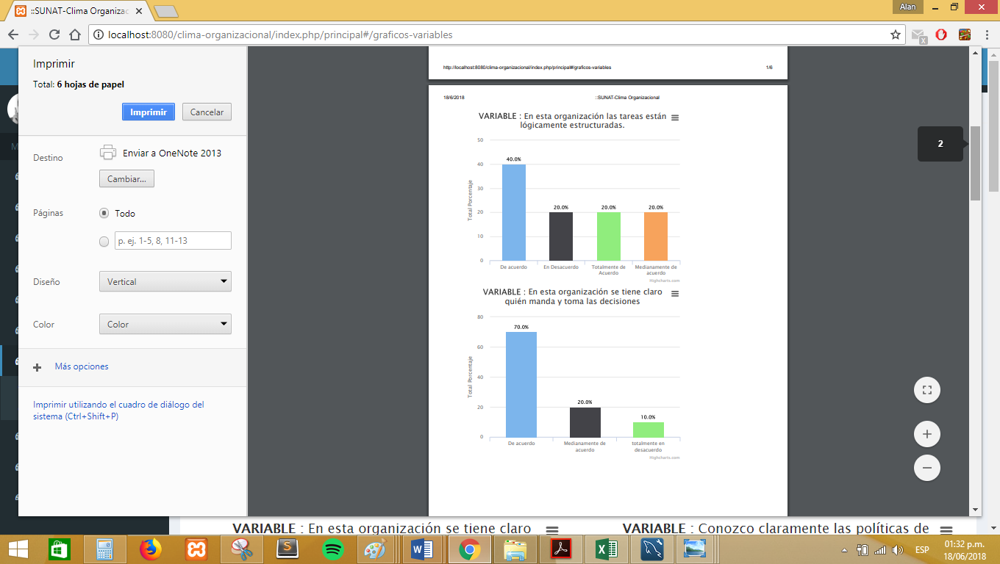 ::SUNAT-Clima Organizac
Alan
localhost:8080/clima-organizacional/index.php/principal#/graficos-variables
Imprimir
Total: 6 hojas de papel
Imprimir
Cancelar
Destino
Enviar a OneNote 2013
Cambiar...
Páginas
Todo
p. ej. 1-5, 8, 11-13
Diseño
Vertical
Color
Color
Más opciones
Imprimir utilizando el cuadro de diálogo del
sistema (Ctrl+Shift+P)
http://localhost:8080/clima-organizacional/index.php/principal#/graficos-variables
1/6
18/6/2018
::SUNAT-Clima Organizacional
VARIABLE : En esta organización las tareas están
lógicamente estructuradas.
Total Porcentaje
50
40
30
20
10
0
40.0%
20.0%
20.0%
20.0%
De acuerdo
En Desacuerdo
Totalmente de
Acuerdo
Medianamente de
acuerdo
Highcharts.com
VARIABLE : En esta organización se tiene claro
quién manda y toma las decisiones
Total Porcentaje
80
60
40
20
0
70.0%
20.0%
10.0%
De acuerdo
Medianamente de
acuerdo
totalmente en
desacuerdo
Highcharts.com
2
VARIABLE : En esta organización se tiene claro
VARIABLE : Conozco claramente las políticas de
ESP
01:32 p.m.
18/06/2018